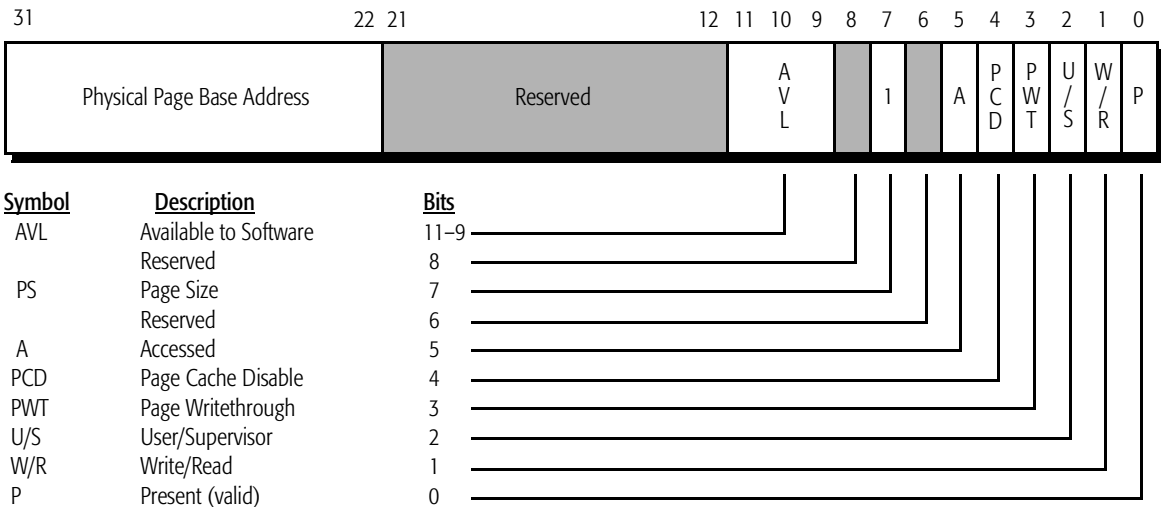 31 22 21 12 11 10 9 8 7 6 5 4 3 2 1 0
Physical Page Base Address Reserved AVL 1 A PCD PWT U/S W/R P
Symbol Description Bits
AVL Available to Software 11–9
Reserved 8
PS Page Size 7
Reserved 6
A Accessed 5
PCD Page Cache Disable 4
PWT Page Writethrough 3
U/S User/Supervisor 2
W/R Write/Read 1
P Present (valid) 0